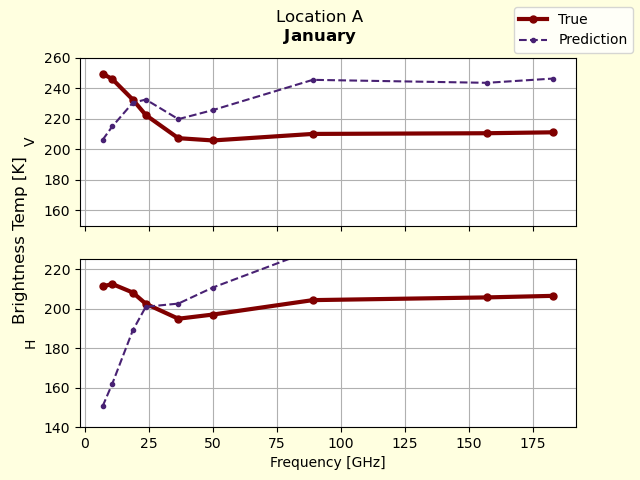 Location A
January
True
Prediction
Brightness Temp [K]
V
260
240
220
200
180
160
H
220
200
180
160
140
0
25
50
75
100
125
150
175
Frequency [GHz]